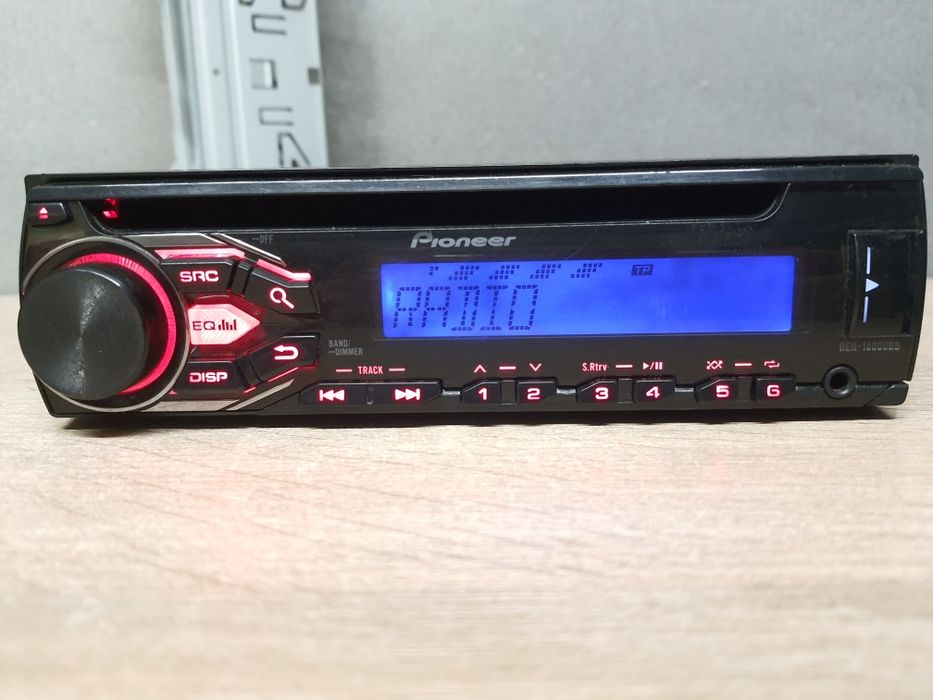 --OFF
Pioneer
SRC
TP
RADIO
EQ
BAND/
--DIMMER
DISP
TRACK
S.Rtrv
1 2 3 4 5 6